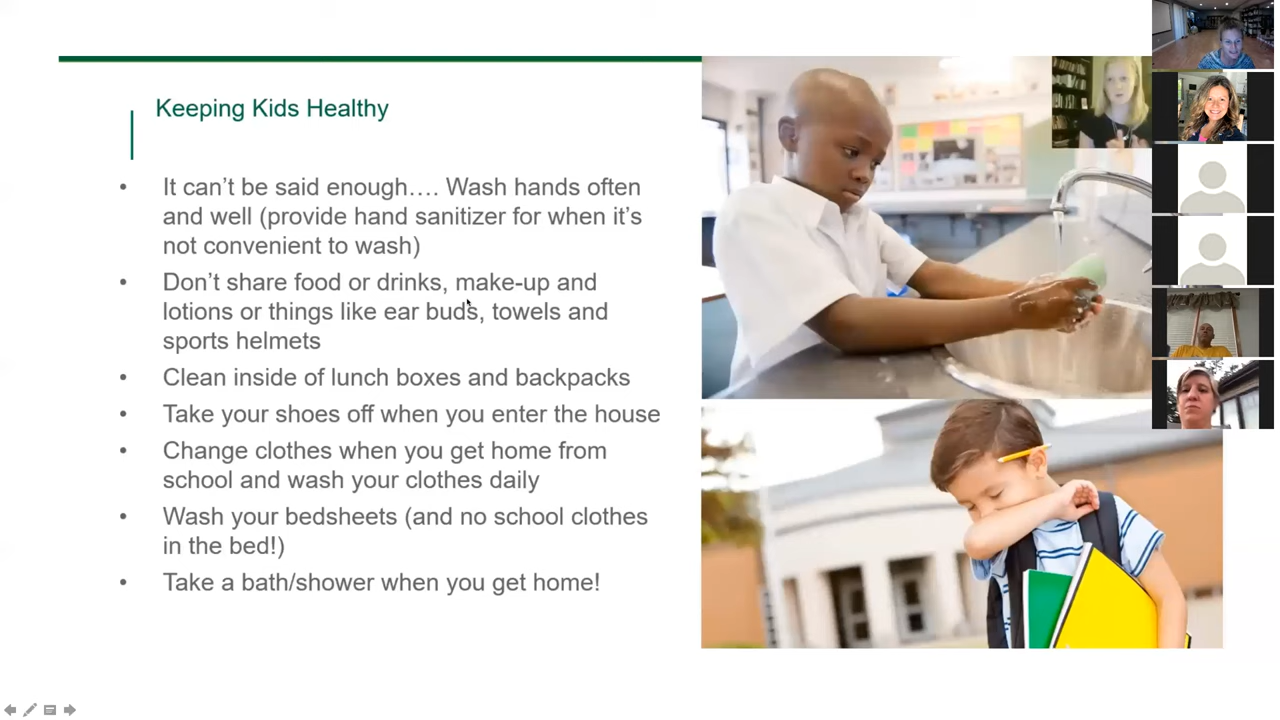 Keeping Kids Healthy
• It can’t be said enough…. Wash hands often
and well (provide hand sanitizer for when it’s
not convenient to wash)
• Don’t share food or drinks, make-up and
lotions or things like ear buds, towels and
sports helmets
• Clean inside of lunch boxes and backpacks
• Take your shoes off when you enter the house
• Change clothes when you get home from
school and wash your clothes daily
• Wash your bedsheets (and no school clothes
in the bed!)
• Take a bath/shower when you get home!